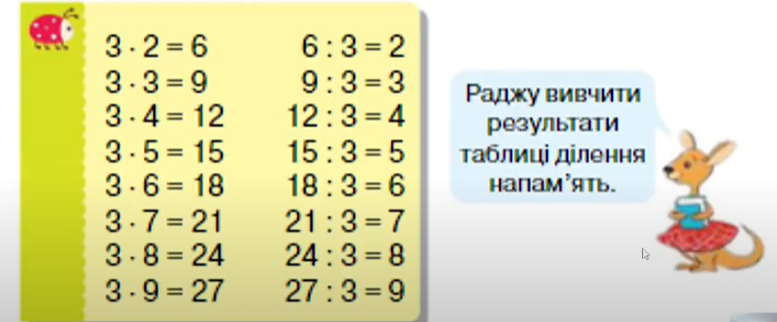 3 · 2 = 6 6 : 3 = 2
3 · 3 = 9 9 : 3 = 3
3 · 4 = 12 12 : 3 = 4
3 · 5 = 15 15 : 3 = 5
3 · 6 = 18 18 : 3 = 6
3 · 7 = 21 21 : 3 = 7
3 · 8 = 24 24 : 3 = 8
3 · 9 = 27 27 : 3 = 9
Раджу вивчити
результати
таблиці ділення
напам’ять.